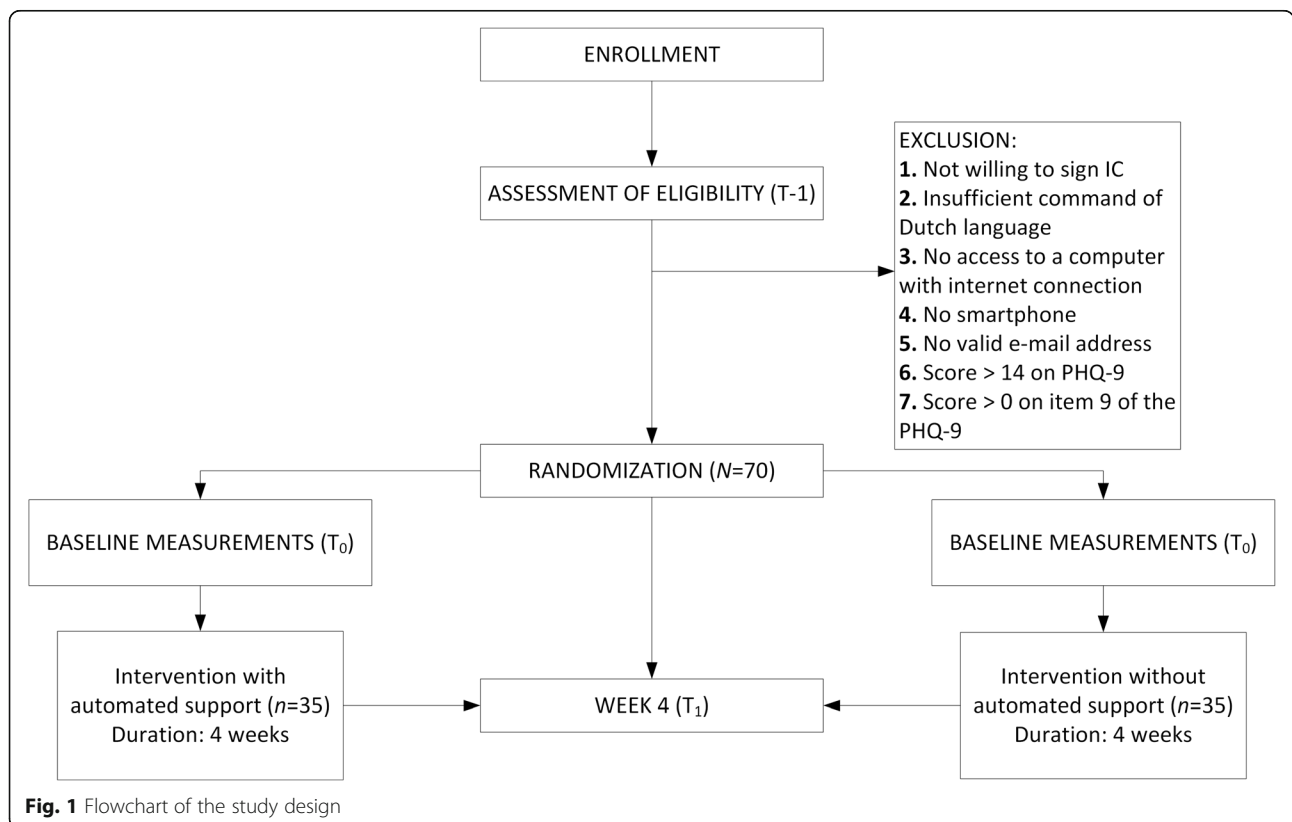 ENROLLMENT
ASSESSMENT OF ELIGIBILITY (T-1)
EXCLUSION:
1. Not willing to sign IC
2. Insufficient command of
Dutch language
3. No access to a computer
with internet connection
4. No smartphone
5. No valid e-mail address
6. Score > 14 on PHQ-9
7. Score > 0 on item 9 of the
PHQ-9
RANDOMIZATION (N=70)
BASELINE MEASUREMENTS (T₀)
BASELINE MEASUREMENTS (T₀)
Intervention with
automated support (n=35)
Duration: 4 weeks
WEEK 4 (T₁)
Intervention without
automated support (n=35)
Duration: 4 weeks
Fig. 1 Flowchart of the study design